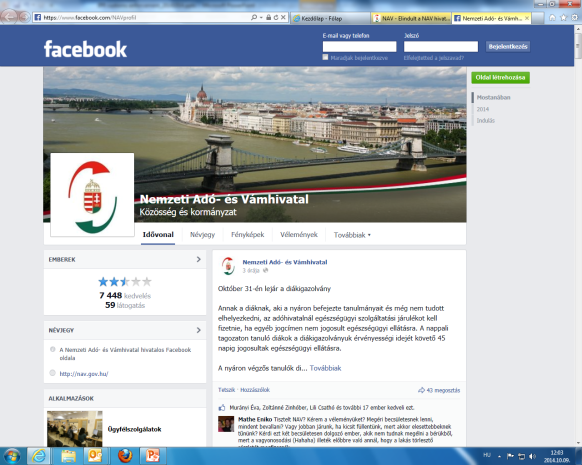 https://www.facebook.com/NAVprofil
Kezdőlap - Főlap
NAV - Elindult a NAV hivat...
Nemzeti Adó- és Vámh...
facebook
E-mail vagy telefon
Jelszó
Bejelentkezés
Maradjak bejelentkezve
Elfelejtetted a jelszavad?
Oldal létrehozása
Mostanában
2014
Indulás
Nemzeti Adó- és Vámhivatal
Közösség és kormányzat
Idővonal
Névjegy
Fényképek
Vélemények
Továbbiak
EMBEREK
7 448 kedvelés
59 látogatás
NÉVJEGY
A Nemzeti Adó- és Vámhivatal hivatalos Facebook
oldala
http://nav.gov.hu/
ALKALMAZÁSOK
Ügyfélszolgálatok
Nemzeti Adó- és Vámhivatal
3 órája
Október 31-én lejár a diákigazolvány
Annak a diáknak, aki a nyáron befejezte tanulmányait és még nem tudott
elhelyezkedni, az adóhivatalnál egészségügyi szolgáltatási járulékot kell
fizetnie, ha egyéb jogcímen nem jogosult egészségügyi ellátásra. A nappali
tagozaton tanuló diákok a diákigazolványuk érvényességi idejét követő 45
napig jogosultak egészségügyi ellátásra.
A nyáron végzős tanulók di... Továbbiak
Tetszik · Hozzászólok
43 megosztás
Murányi Éva, Zoltánné Zinhóber, Lili Csathó és további 17 ember kedveli ezt.
Mathe Eniko Tisztelt NAV? Kérem a véleményüket? Megéri becsületesnek lenni,
mindent bevallani? Vagy jobban járunk, ha kicsit füllentünk, mert akkor elesettebbeknek
tűnünk? Kérdi ezt két becsületesen dolgozó ember, akik nem tudnak megélni a bérükből,
mert a vagyonosodási (Hahaha) illeték előbbre való annál, hogy a lakás törlesztő
HU
12:03
2014.10.09.